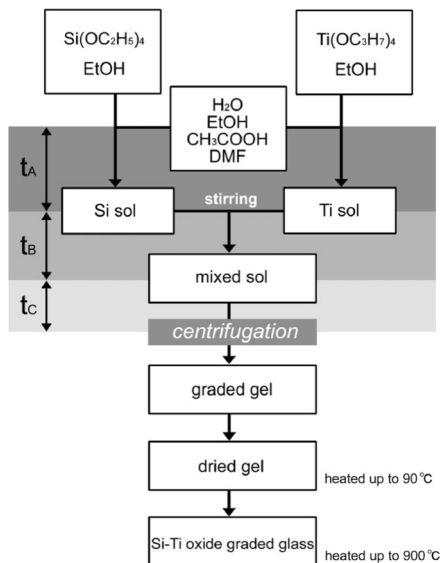 Si(OC₂H₅)₄
EtOH
Ti(OC₃H₇)₄
EtOH
H₂O
EtOH
CH₃COOH
DMF
tA
Si sol
stirring
Ti sol
tB
mixed sol
tC
centrifugation
graded gel
dried gel
heated up to 90℃
Si-Ti oxide graded glass
heated up to 900℃